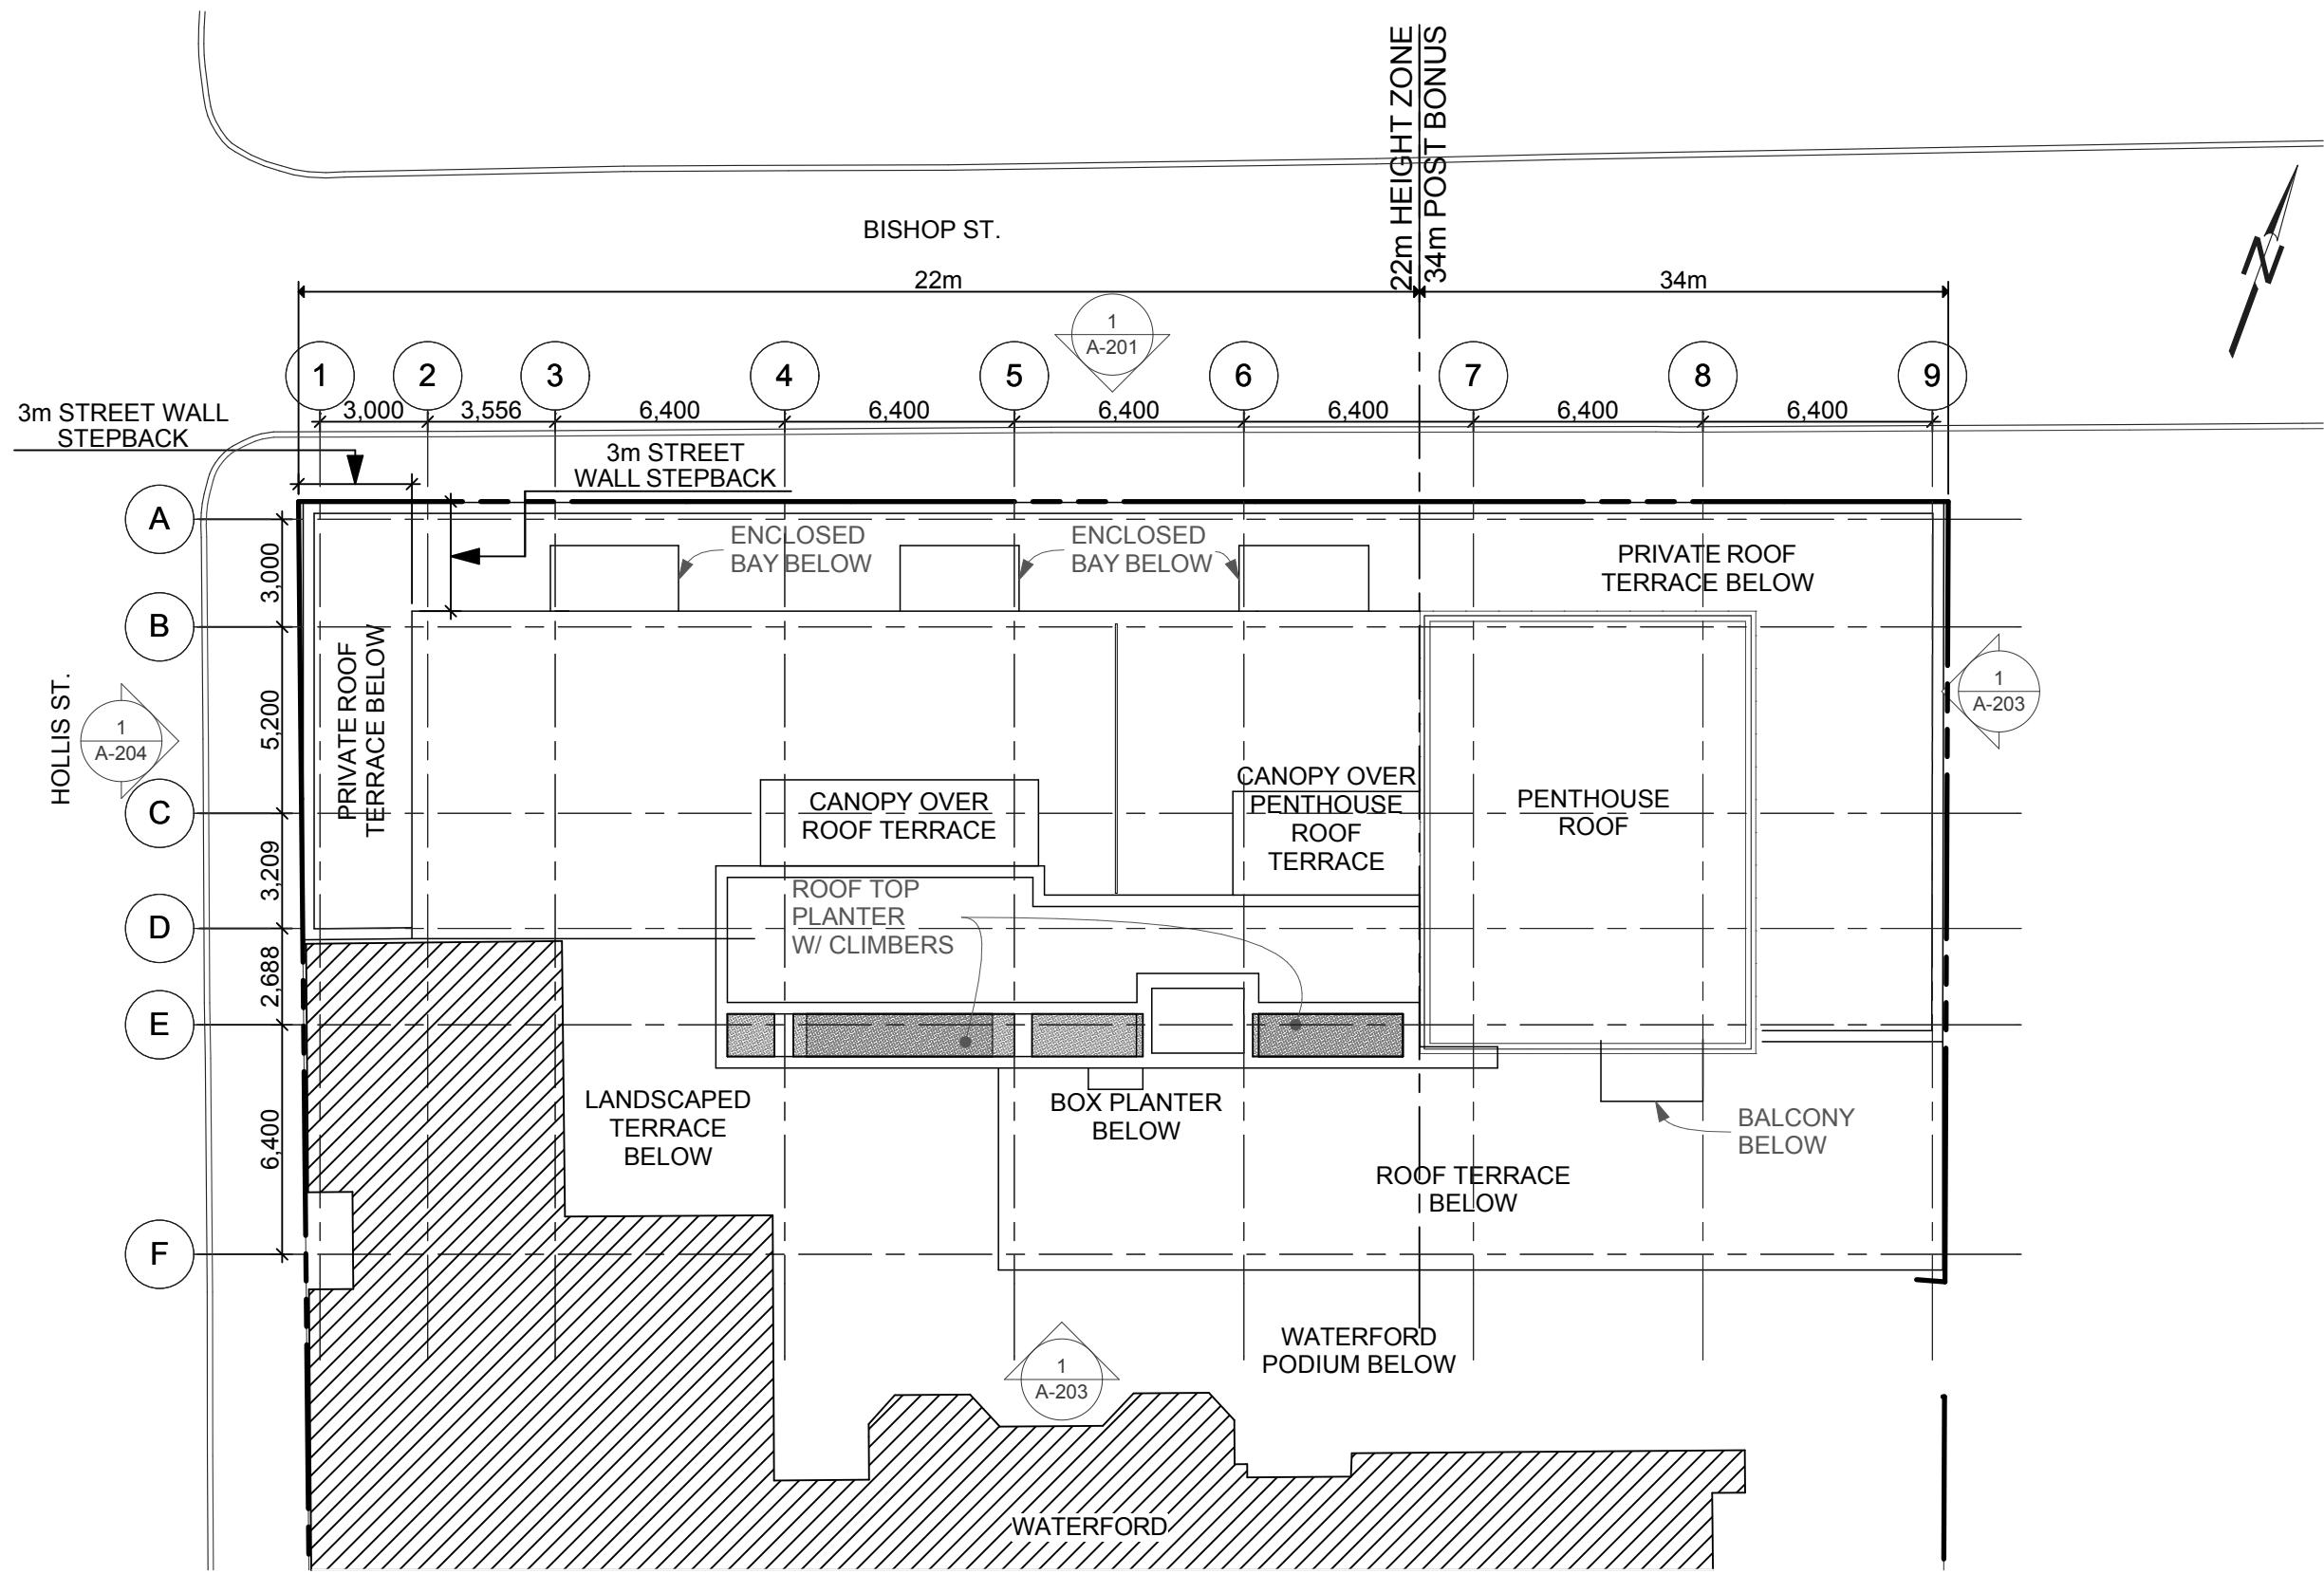 22m HEIGHT ZONE
34m POST BONUS
BISHOP ST.
N
22m
34m
1
A-201
1
2
3
4
5
6
7
8
9
3,000
3,556
6,400
6,400
6,400
6,400
6,400
6,400
3m STREET WALL
STEPBACK
3m STREET
WALL STEPBACK
A
B
C
D
E
F
3,000
5,200
3,209
2,688
6,400
HOLLIS ST.
1
A-204
ENCLOSED
BAY BELOW
ENCLOSED
BAY BELOW
PRIVATE ROOF
TERRACE BELOW
PRIVATE ROOF
TERRACE BELOW
1
A-203
CANOPY OVER
ROOF TERRACE
CANOPY OVER
PENTHOUSE
ROOF
TERRACE
PENTHOUSE
ROOF
ROOF TOP
PLANTER
W/ CLIMBERS
LANDSCAPED
TERRACE
BELOW
BOX PLANTER
BELOW
BALCONY
BELOW
ROOF TERRACE
BELOW
WATERFORD
PODIUM BELOW
1
A-203
WATERFORD